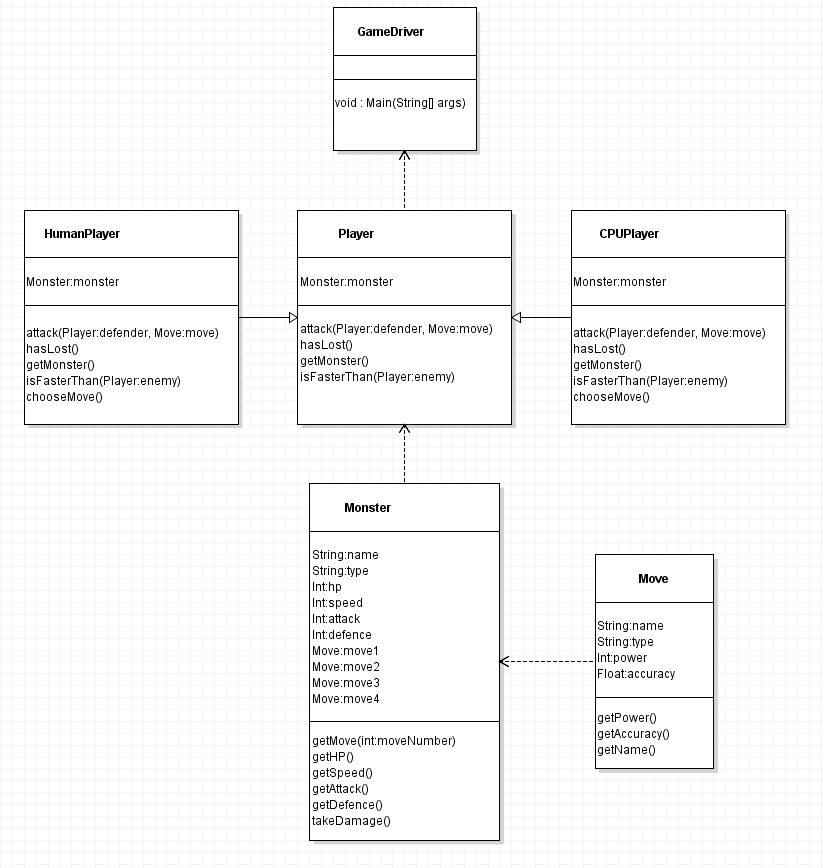 GameDriver
void : Main(String[] args)
HumanPlayer
Monster:monster
attack(Player:defender, Move:move)
hasLost()
getMonster()
isFasterThan(Player:enemy)
chooseMove()
Player
Monster:monster
attack(Player:defender, Move:move)
hasLost()
getMonster()
isFasterThan(Player:enemy)
CPUPlayer
Monster:monster
attack(Player:defender, Move:move)
hasLost()
getMonster()
isFasterThan(Player:enemy)
chooseMove()
Monster
String:name
String:type
Int:hp
Int:speed
Int:attack
Int:defence
Move:move1
Move:move2
Move:move3
Move:move4
getMove(int:moveNumber)
getHP()
getSpeed()
getAttack()
getDefence()
takeDamage()
Move
String:name
String:type
Int:power
Float:accuracy
getPower()
getAccuracy()
getName()